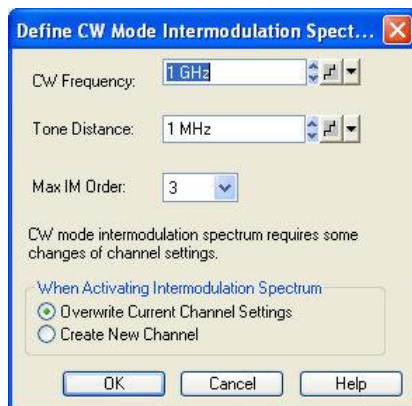 Define CW Mode Intermodulation Spect...
CW Frequency: 1 GHz
Tone Distance: 1 MHz
Max IM Order: 3
CW mode intermodulation spectrum requires some
changes of channel settings.
When Activating Intermodulation Spectrum
Overwrite Current Channel Settings
Create New Channel
OK Cancel Help